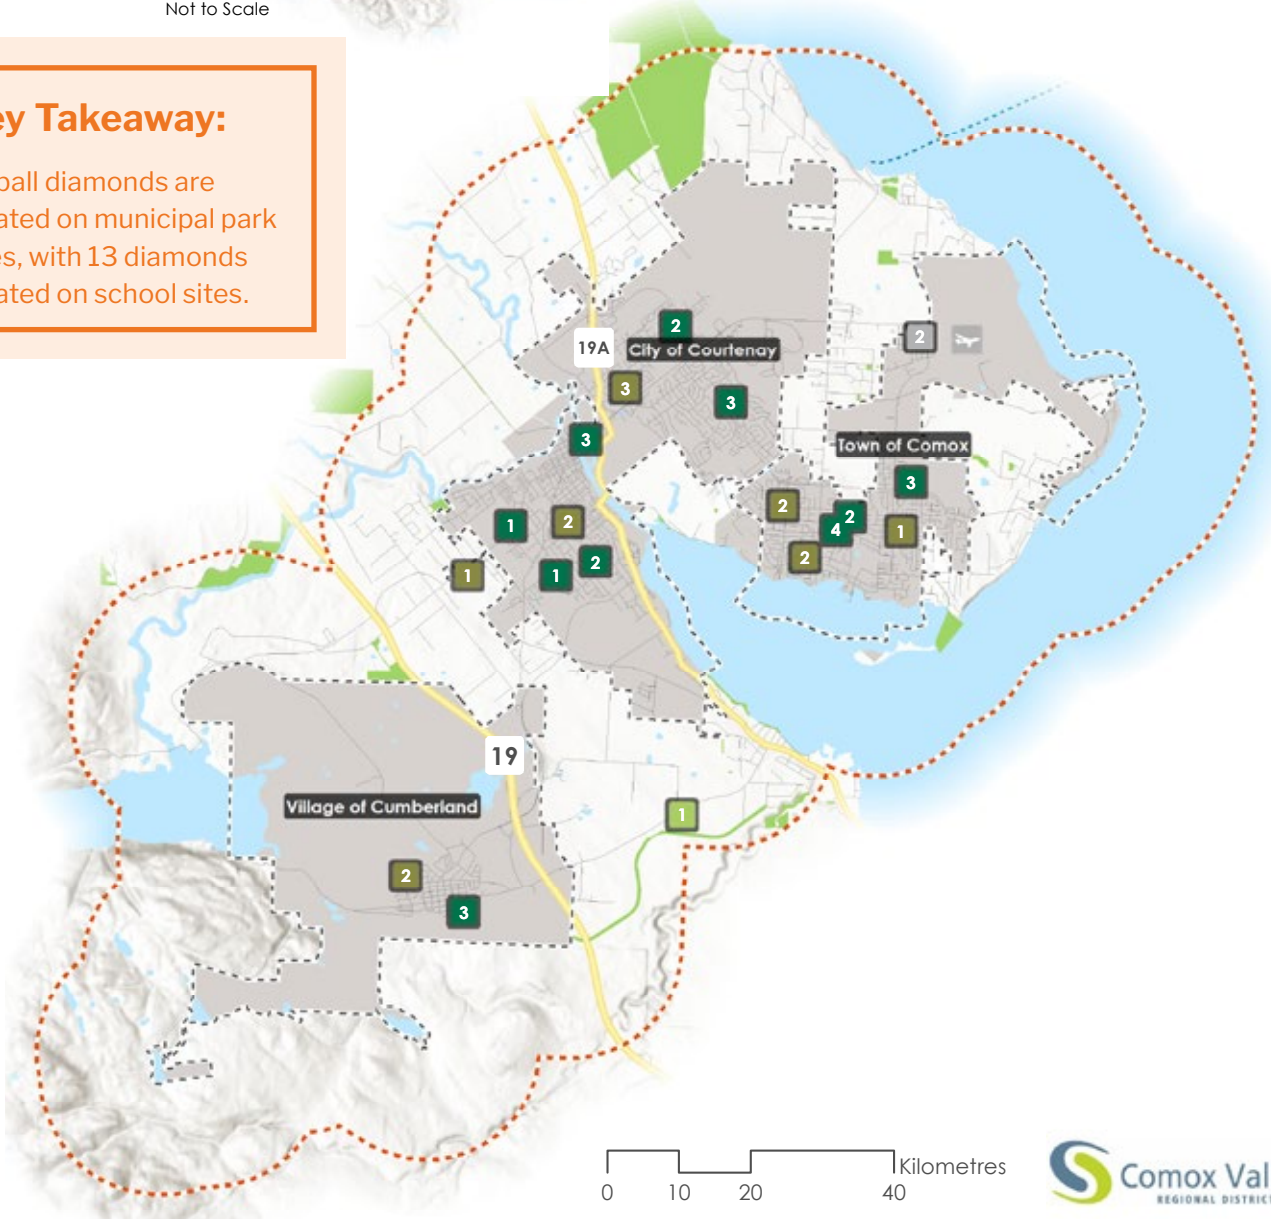 Not to Scale
ey Takeaway:
ball diamonds are
ated on municipal park
es, with 13 diamonds
ated on school sites.
2
19A
City of Courtenay
2
3
3
3
Town of Comox
3
2
2
4
1
2
1
2
2
1
1
19
Village of Cumberland
1
2
3
Kilometres
0 10 20 40
Comox Val
REGIONAL DISTRIC